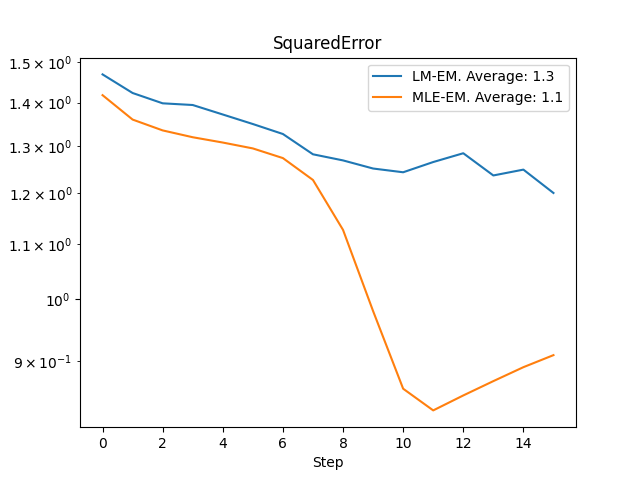 SquaredError
1.5 × 10⁰
1.4 × 10⁰
1.3 × 10⁰
1.2 × 10⁰
1.1 × 10⁰
10⁰
9 × 10⁻¹
LM-EM. Average: 1.3
MLE-EM. Average: 1.1
0 2 4 6 8 10 12 14
Step